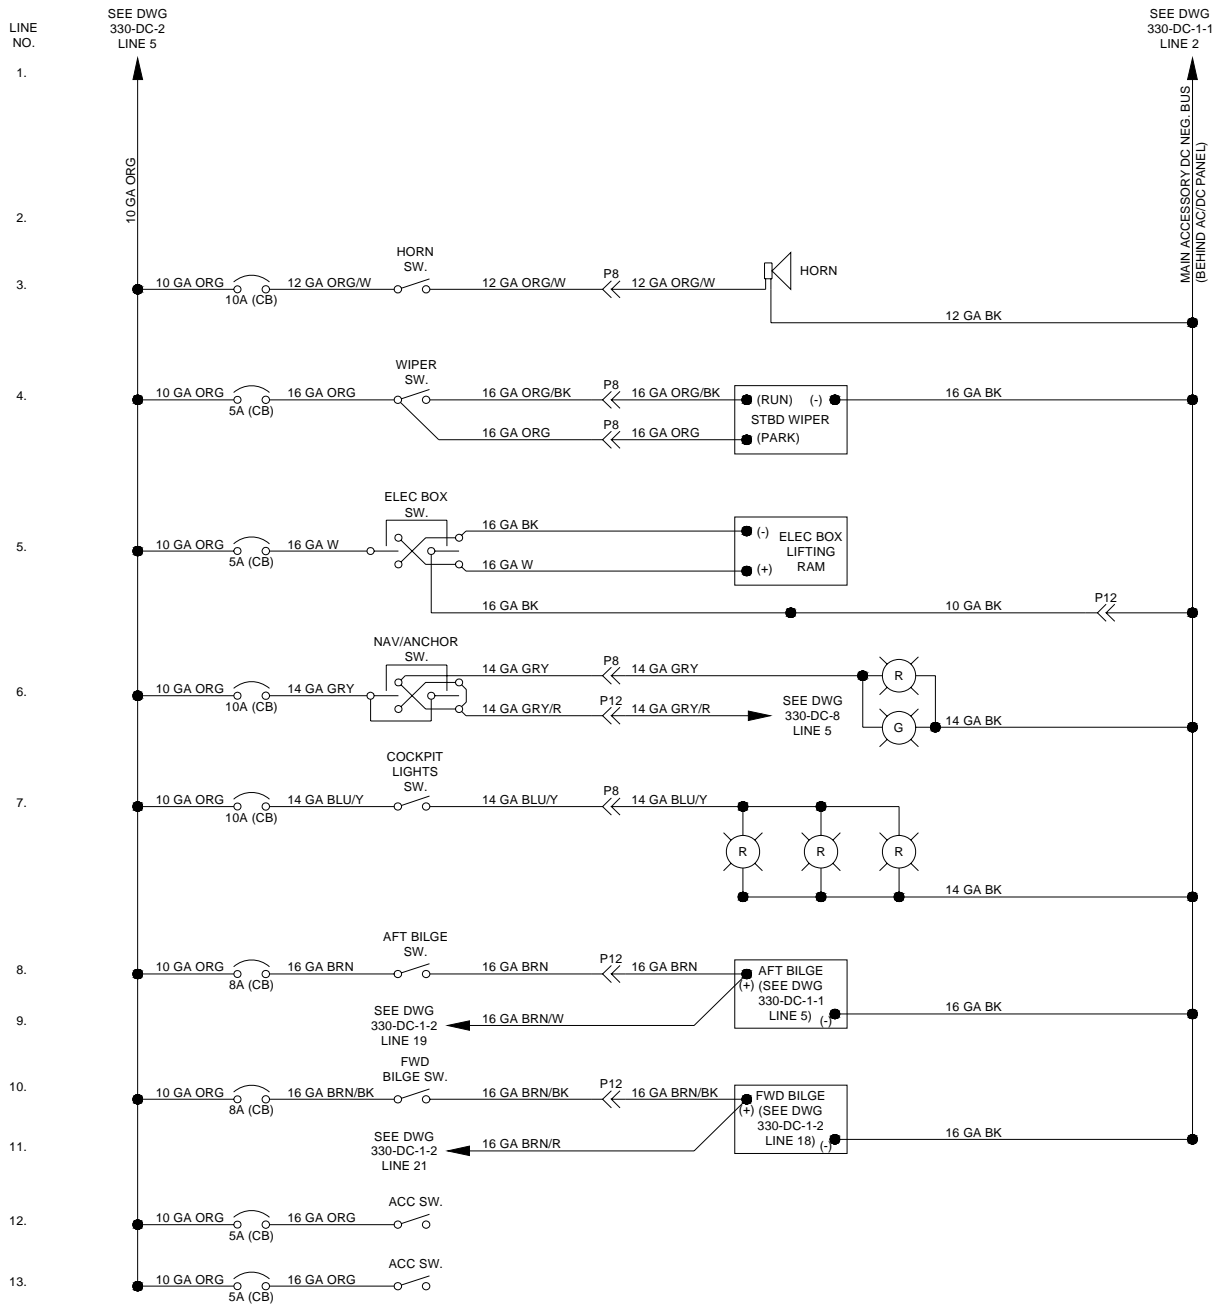 LINE
NO.
SEE DWG
330-DC-2
LINE 5
SEE DWG
330-DC-1-1
LINE 2
1.
10 GA ORG
MAIN ACCESSORY DC NEG. BUS
(BEHIND AC/DC PANEL)
2.
3.
10 GA ORG
10A (CB)
12 GA ORG/W
HORN
SW.
12 GA ORG/W
P8
12 GA ORG/W
HORN
12 GA BK
4.
10 GA ORG
5A (CB)
16 GA ORG
WIPER
SW.
16 GA ORG/BK
P8
16 GA ORG/BK
(RUN) (-)
STBD WIPER
(PARK)
16 GA BK
16 GA ORG
P8
16 GA ORG
5.
10 GA ORG
5A (CB)
16 GA W
ELEC BOX
SW.
16 GA BK
(-)
ELEC BOX
LIFTING
RAM
16 GA W
(+)
16 GA BK
10 GA BK
P12
6.
10 GA ORG
10A (CB)
14 GA GRY
NAV/ANCHOR
SW.
14 GA GRY
P8
14 GA GRY
R
14 GA GRY/R
P12
14 GA GRY/R
SEE DWG
330-DC-8
LINE 5
G
14 GA BK
7.
10 GA ORG
10A (CB)
14 GA BLU/Y
COCKPIT
LIGHTS
SW.
14 GA BLU/Y
P8
14 GA BLU/Y
R
R
R
14 GA BK
8.
10 GA ORG
8A (CB)
16 GA BRN
AFT BILGE
SW.
16 GA BRN
P12
16 GA BRN
AFT BILGE
(+) (SEE DWG
330-DC-1-1
LINE 5) (-)
16 GA BK
9.
SEE DWG
330-DC-1-2
LINE 19
16 GA BRN/W
10.
10 GA ORG
8A (CB)
16 GA BRN/BK
FWD
BILGE SW.
16 GA BRN/BK
P12
16 GA BRN/BK
FWD BILGE
(+) (SEE DWG
330-DC-1-2
LINE 18) (-)
16 GA BK
11.
SEE DWG
330-DC-1-2
LINE 21
16 GA BRN/R
12.
10 GA ORG
5A (CB)
16 GA ORG
ACC SW.
13.
10 GA ORG
5A (CB)
16 GA ORG
ACC SW.